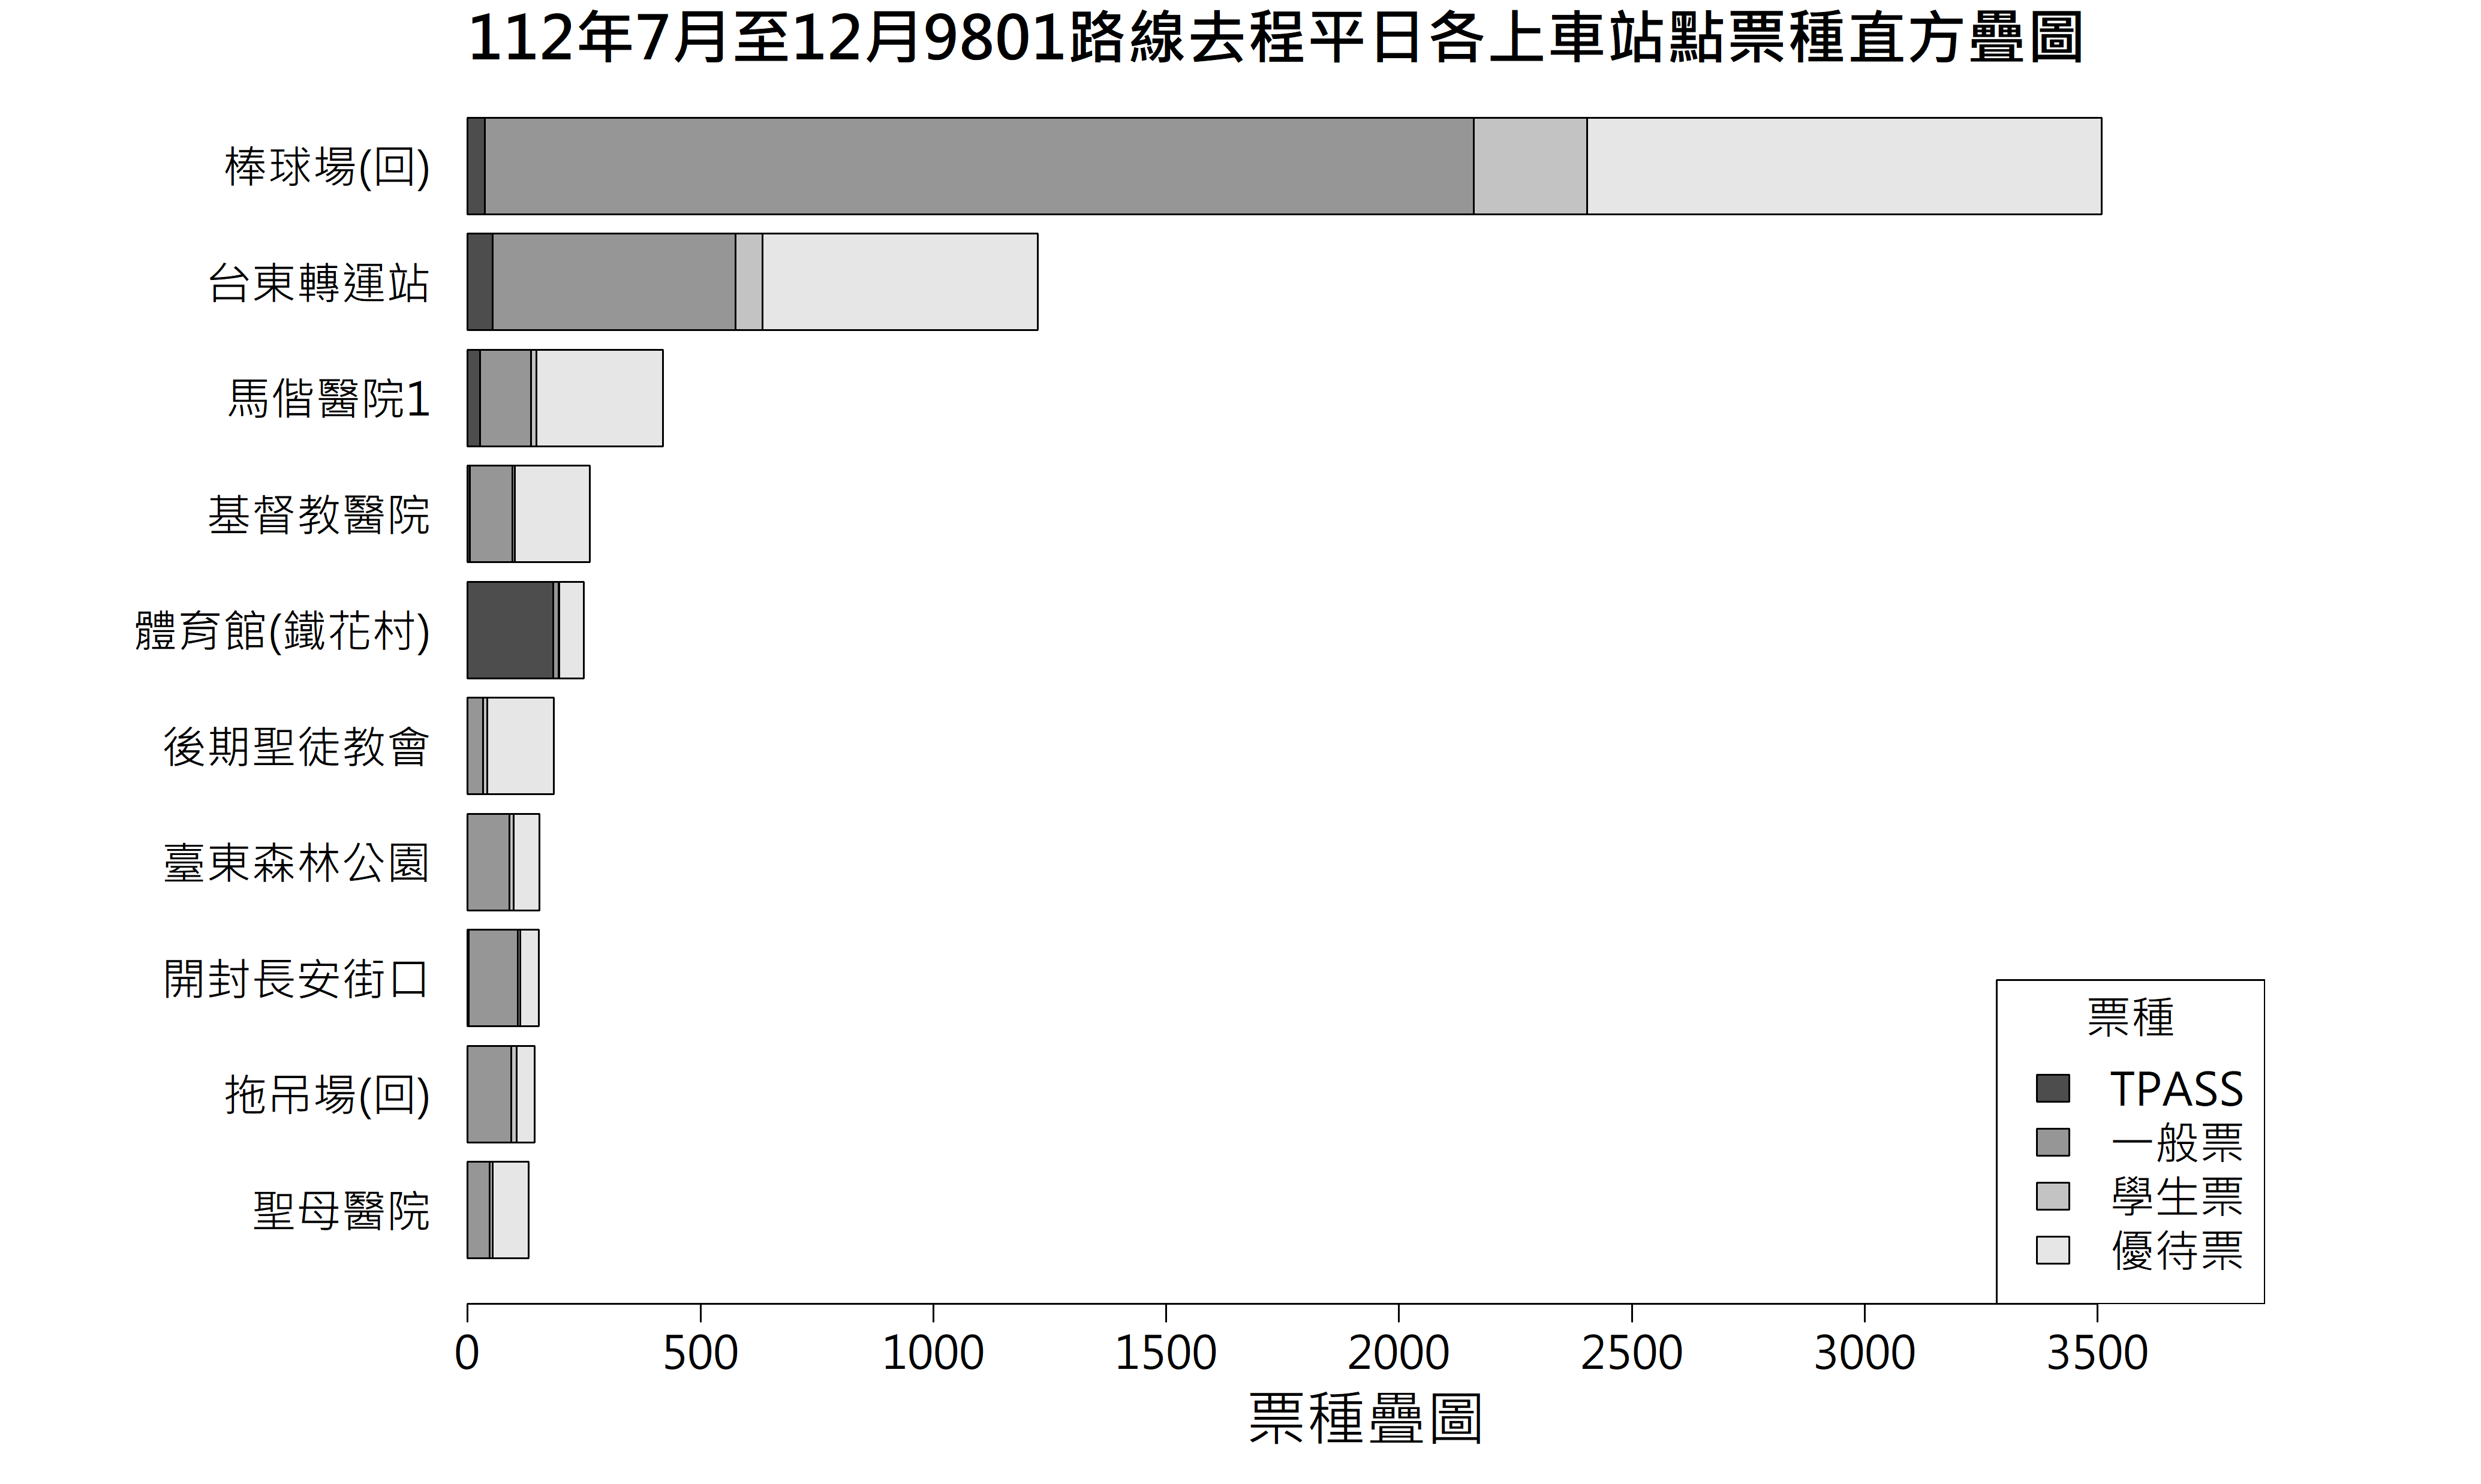 112年7月至12月9801路線去程平日各上車站點票種直方疊圖
棒球場(回)
台東轉運站
馬偕醫院1
基督教醫院
體育館(鐵花村)
後期聖徒教會
臺東森林公園
開封長安街口
拖吊場(回)
聖母醫院
票種
TPASS
一般票
學生票
優待票
0 500 1000 1500 2000 2500 3000 3500
票種疊圖